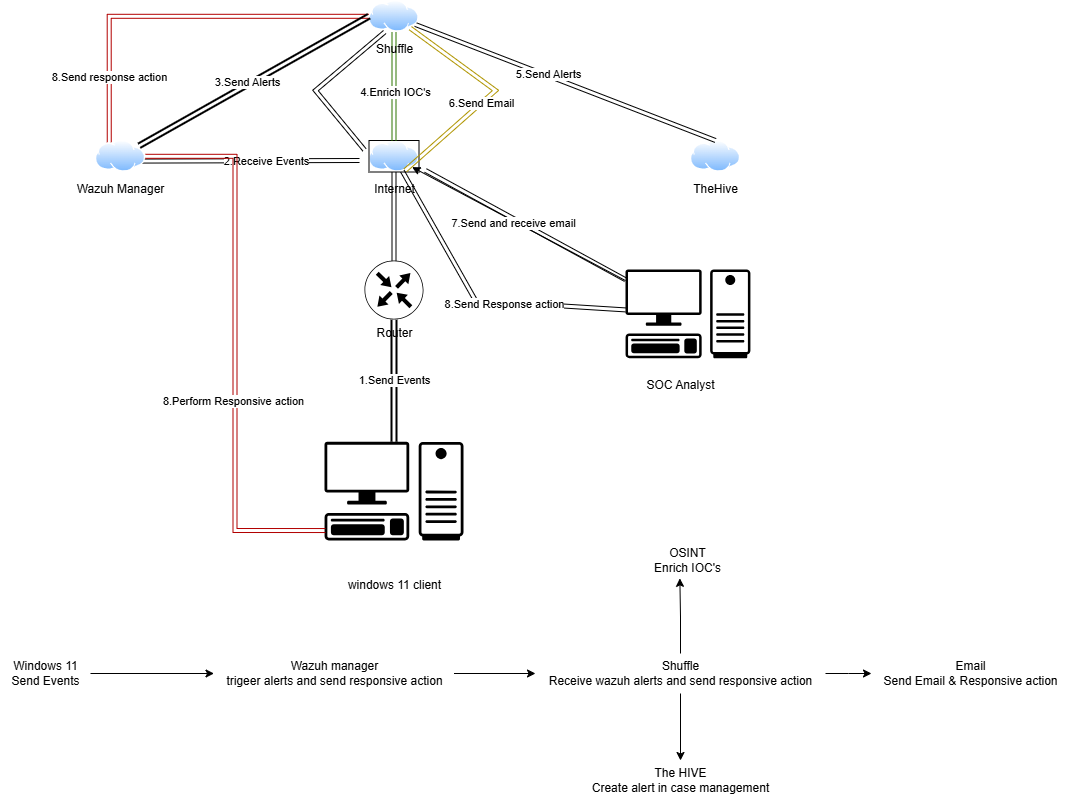 Shuffle
8.Send response action
3.Send Alerts
4.Enrich IOC's
6.Send Email
5.Send Alerts
2.Receive Events
Wazuh Manager
Internet
TheHive
7.Send and receive email
8.Send Response action
Router
SOC Analyst
1.Send Events
8.Perform Responsive action
windows 11 client
OSINT
Enrich IOC's
Windows 11
Send Events
Wazuh manager
trigeer alerts and send responsive action
Shuffle
Receive wazuh alerts and send responsive action
Email
Send Email & Responsive action
The HIVE
Create alert in case management